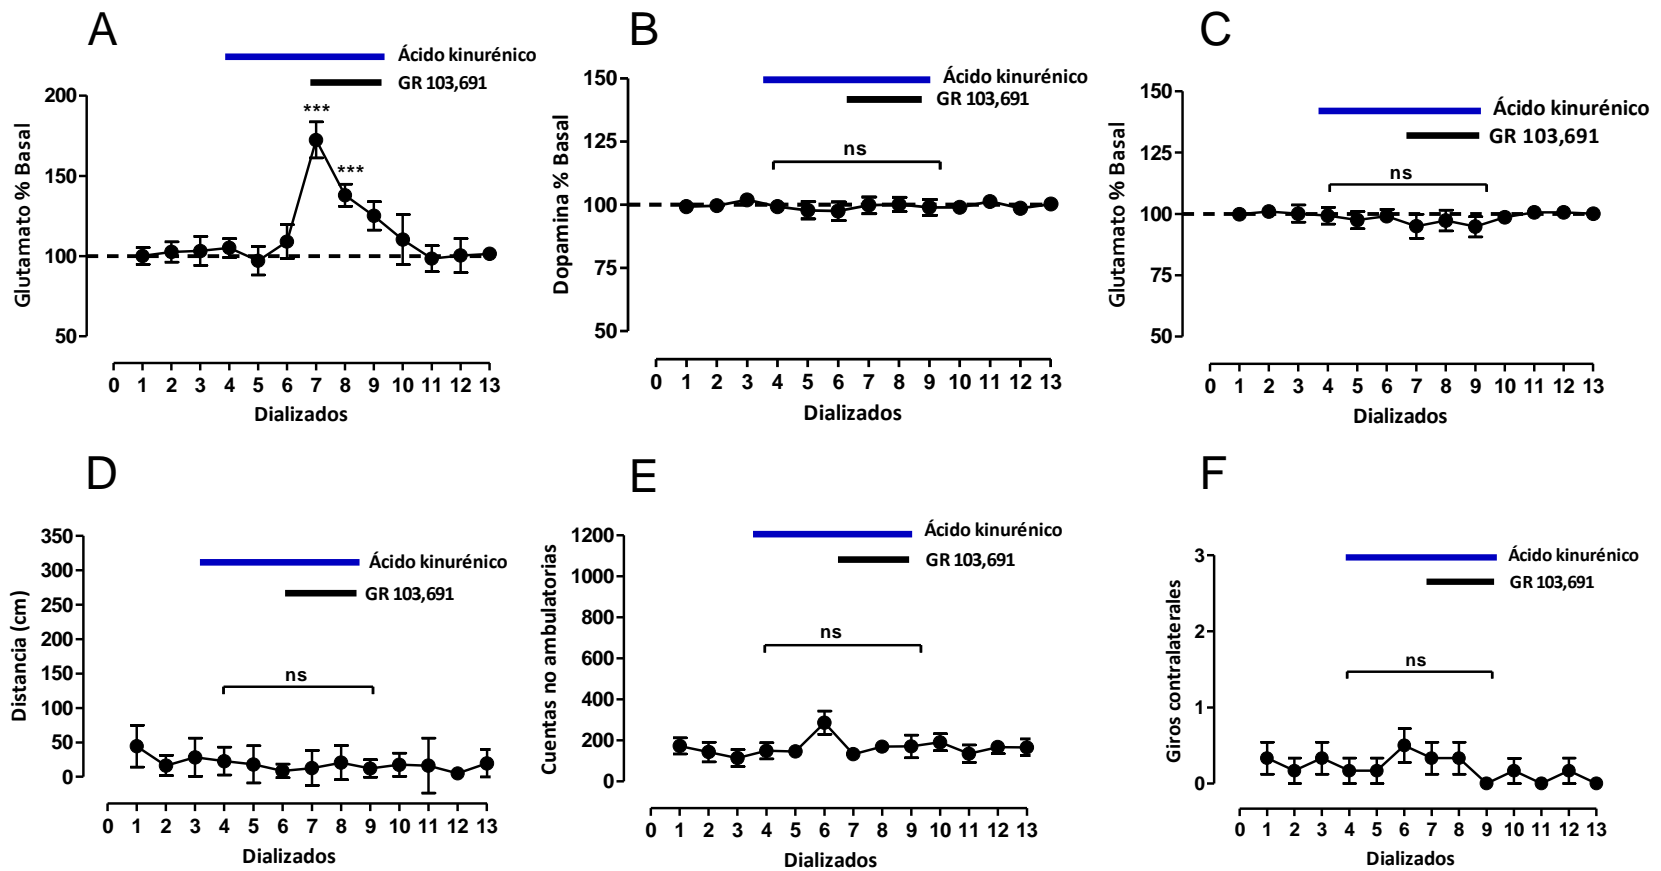 A
Ácido kinurénico
GR 103,691
Glutamato % Basal
200
150
100
50
***
***
0 1 2 3 4 5 6 7 8 9 10 11 12 13
Dializados
B
Ácido kinurénico
GR 103,691
Dopamina % Basal
150
125
100
75
50
ns
0 1 2 3 4 5 6 7 8 9 10 11 12 13
Dializados
C
Ácido kinurénico
GR 103,691
Glutamato % Basal
150
125
100
75
50
ns
0 1 2 3 4 5 6 7 8 9 10 11 12 13
Dializados
D
Ácido kinurénico
GR 103,691
Distancia (cm)
350
300
250
200
150
100
50
0
ns
0 1 2 3 4 5 6 7 8 9 10 11 12 13
Dializados
E
Ácido kinurénico
GR 103,691
Cuentas no ambulatorias
1200
1000
800
600
400
200
0
ns
0 1 2 3 4 5 6 7 8 9 10 11 12 13
Dializados
F
Ácido kinurénico
GR 103,691
Giros contralaterales
3
2
1
0
ns
0 1 2 3 4 5 6 7 8 9 10 11 12 13
Dializados